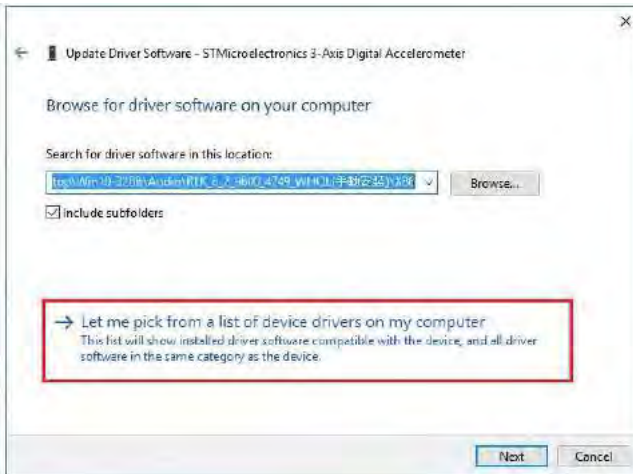 Update Driver Software - STMicroelectronics 3-Axis Digital Accelerometer
Browse for driver software on your computer
Search for driver software in this location:
Browse...
Include subfolders
Let me pick from a list of device drivers on my computer
This list will show installed driver software compatible with the device, and all driver
software in the same category as the device.
Next
Cancel